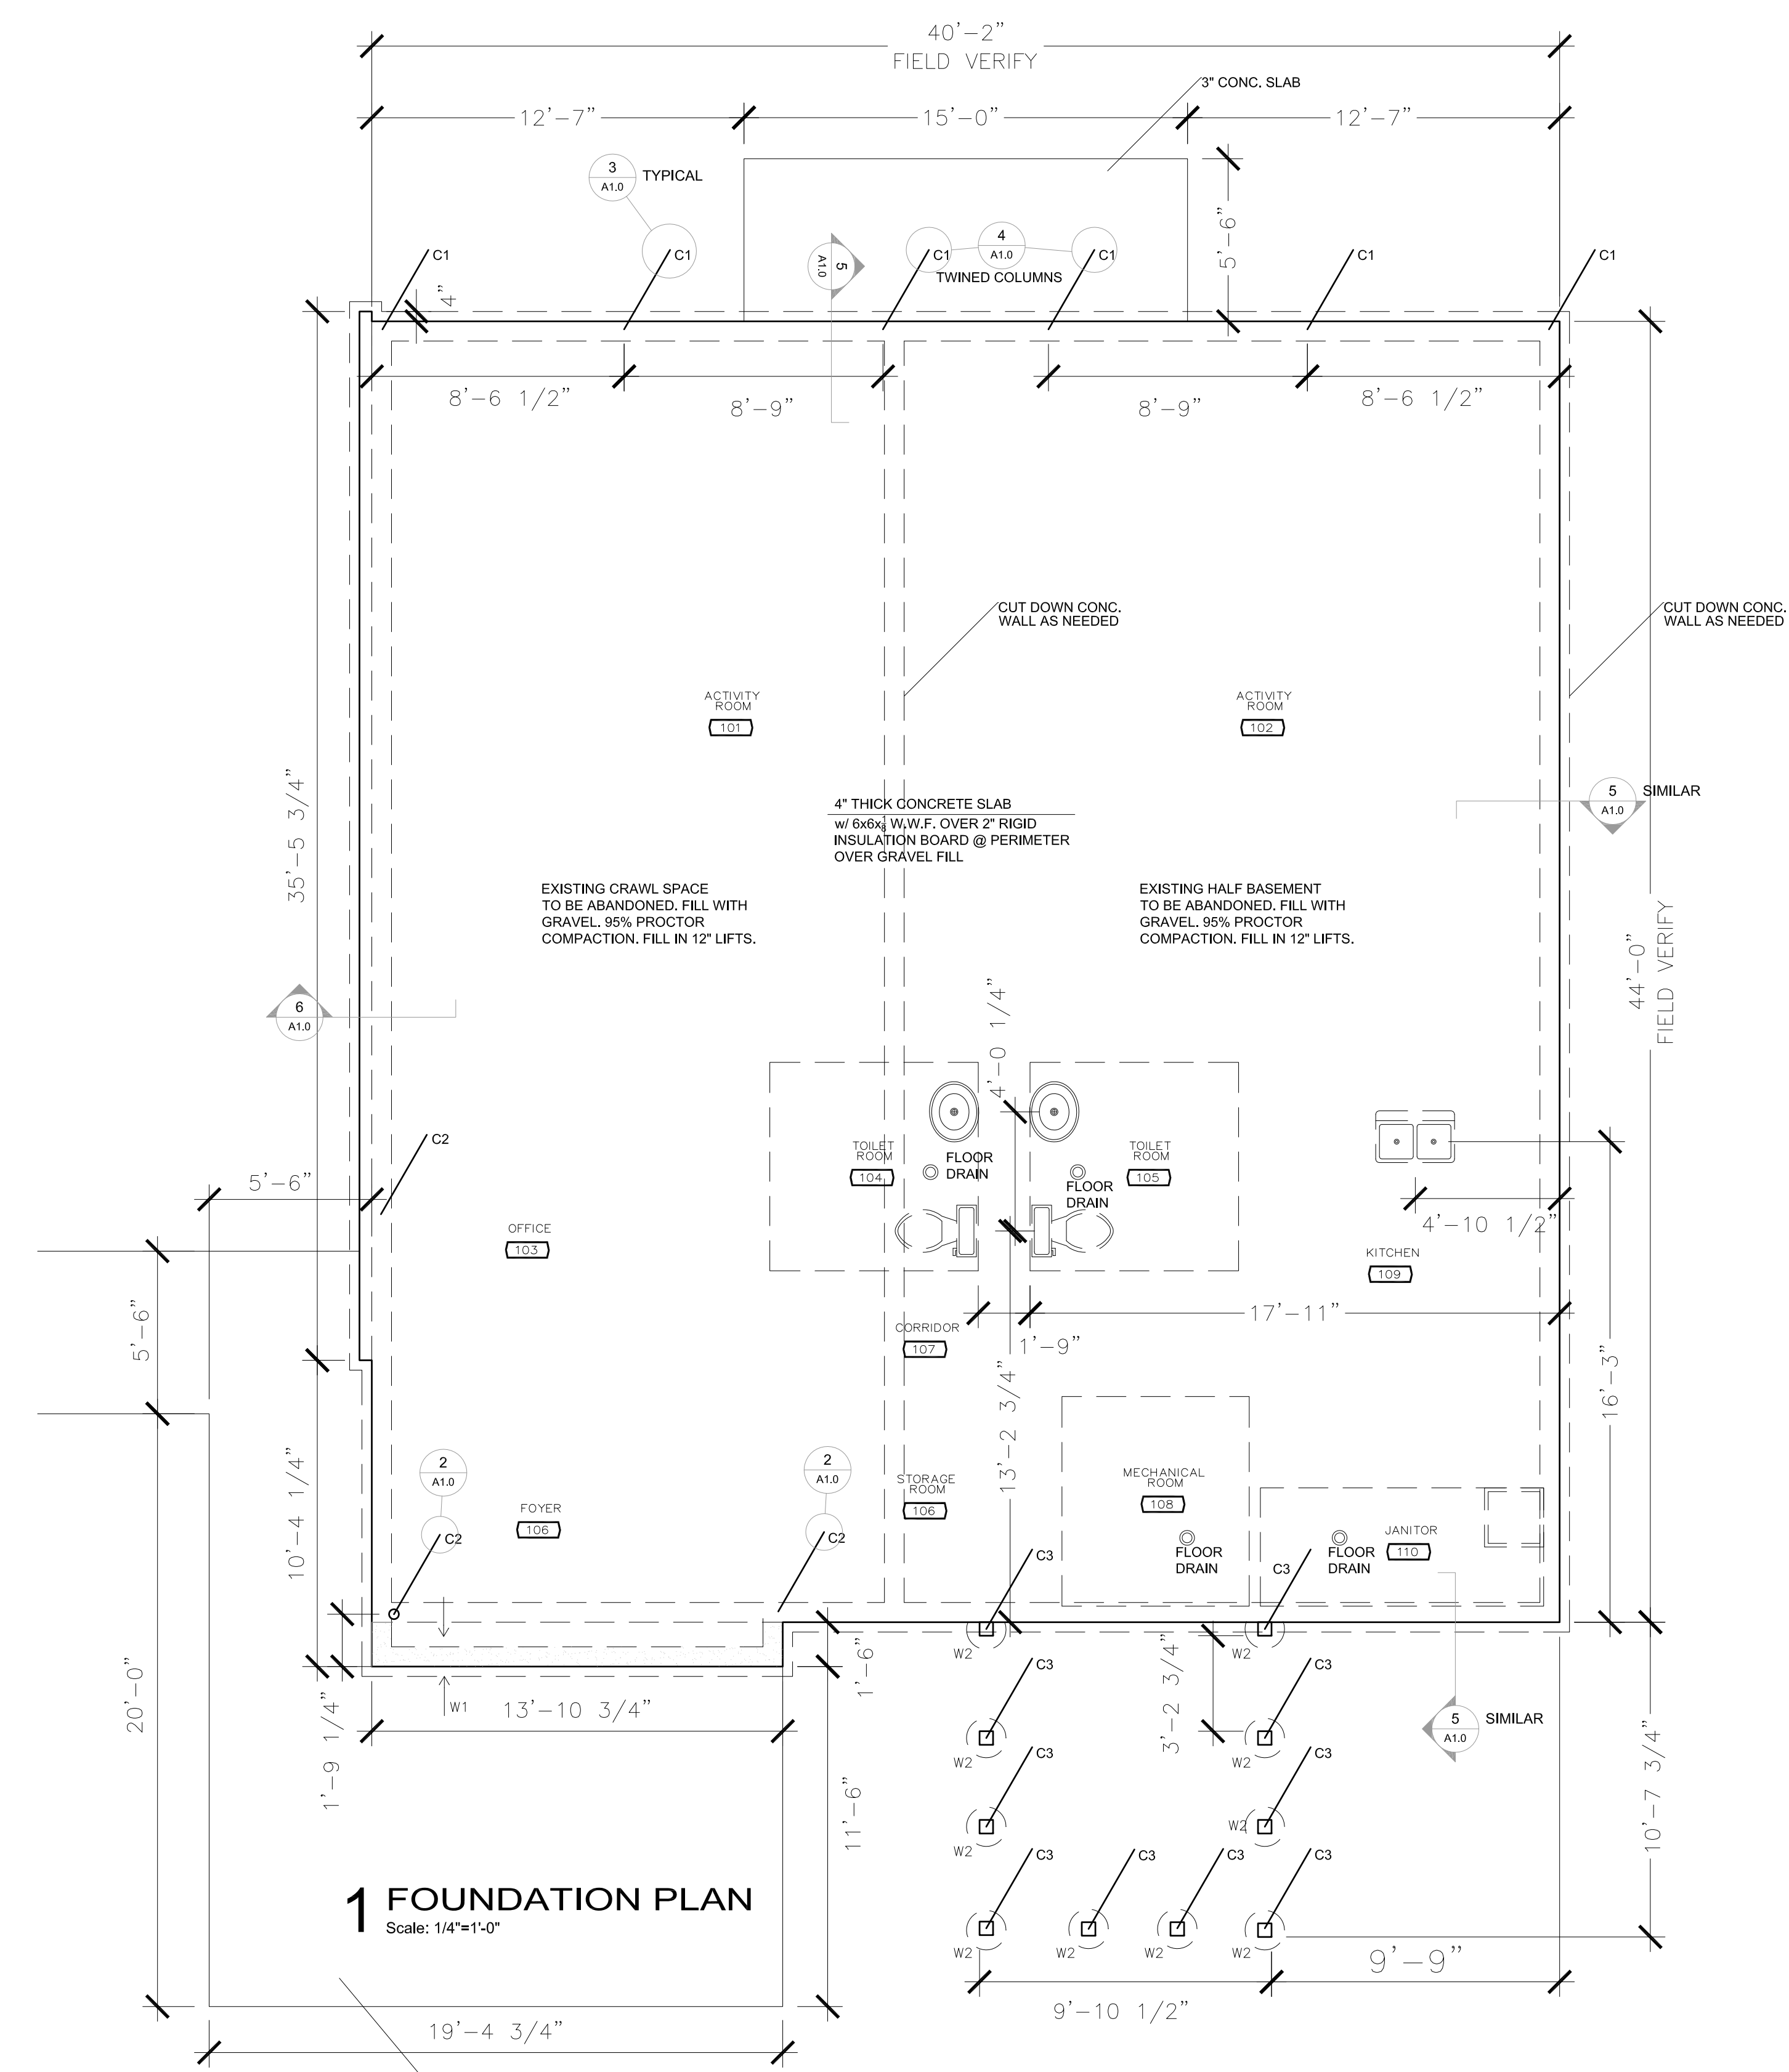 40'-2"
FIELD VERIFY
3" CONC. SLAB
12'-7"
15'-0"
12'-7"
3
A1.0
TYPICAL
5'-6"
C1
C1
5
A1.0
C1
4
A1.0
C1
TWINED COLUMNS
C1
C1
4"
8'-6 1/2"
8'-9"
8'-9"
8'-6 1/2"
CUT DOWN CONC.
WALL AS NEEDED
CUT DOWN CONC.
WALL AS NEEDED
ACTIVITY
ROOM
101
ACTIVITY
ROOM
102
35'-5 3/4"
5
A1.0
SIMILAR
4" THICK CONCRETE SLAB
w/ 6x6x⅛ W.W.F. OVER 2" RIGID
INSULATION BOARD @ PERIMETER
OVER GRAVEL FILL
EXISTING CRAWL SPACE
TO BE ABANDONED. FILL WITH
GRAVEL. 95% PROCTOR
COMPACTION. FILL IN 12" LIFTS.
EXISTING HALF BASEMENT
TO BE ABANDONED. FILL WITH
GRAVEL. 95% PROCTOR
COMPACTION. FILL IN 12" LIFTS.
44'-0"
FIELD VERIFY
6
A1.0
4'-0 1/4"
C2
5'-6"
TOILET
ROOM
104
FLOOR
DRAIN
TOILET
ROOM
105
FLOOR
DRAIN
4'-10 1/2"
OFFICE
103
KITCHEN
109
5'-6"
17'-11"
1'-9"
CORRIDOR
107
16'-3"
13'-2 3/4"
10'-4 1/4"
2
A1.0
2
A1.0
STORAGE
ROOM
106
MECHANICAL
ROOM
108
FOYER
106
C2
C2
FLOOR
DRAIN
FLOOR
DRAIN
JANITOR
110
C3
C3
W2
W2
20'-0"
1'-9 1/4"
W1
13'-10 3/4"
1'-6"
3'-2 3/4"
C3
C3
5
A1.0
SIMILAR
W2
W2
C3
C3
10'-7 3/4"
11'-6"
W2
W2
C3
C3
C3
C3
1 FOUNDATION PLAN
Scale: 1/4"=1'-0"
W2
W2
W2
W2
9'-9"
9'-10 1/2"
19'-4 3/4"